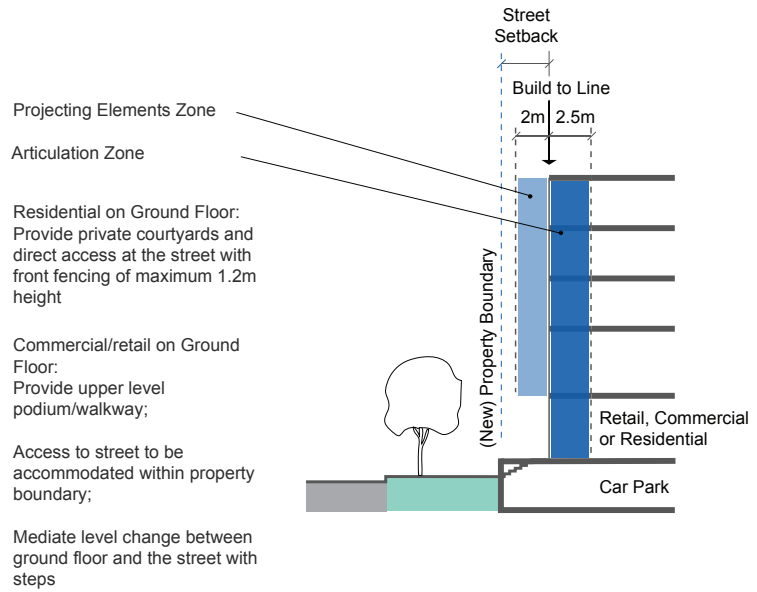 Street
Setback
Build to Line
2m
2.5m
Projecting Elements Zone
Articulation Zone
Residential on Ground Floor:
Provide private courtyards and
direct access at the street with
front fencing of maximum 1.2m
height
Commercial/retail on Ground
Floor:
Provide upper level
podium/walkway;
Access to street to be
accommodated within property
boundary;
Mediate level change between
ground floor and the street with
steps
(New) Property Boundary
Retail, Commercial
or Residential
Car Park